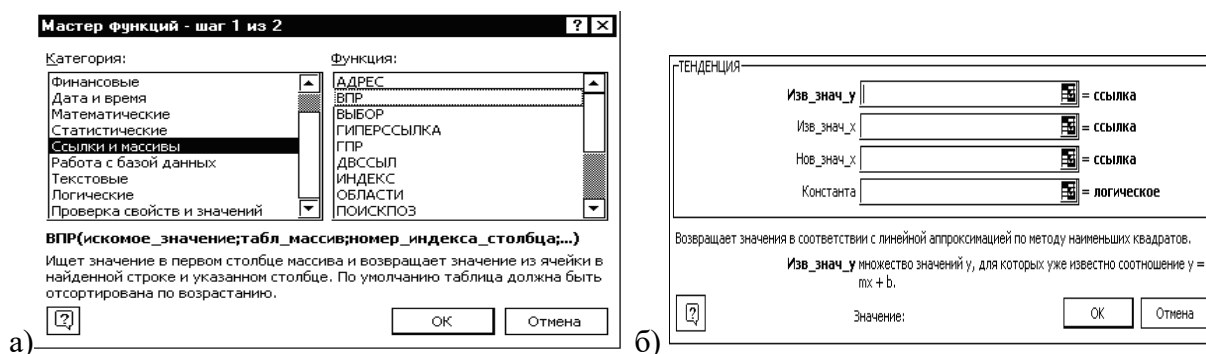 Мастер функций - шаг 1 из 2
? ×
Категория:
Финансовые
Дата и время
Математические
Статистические
Ссылки и массивы
Работа с базой данных
Текстовые
Логические
Проверка свойств и значений
Функция:
АДРЕС
ВПР
ВЫБОР
ГИПЕРССЫЛКА
ГПР
ДВССЫЛ
ИНДЕКС
ОБЛАСТИ
ПОИСКПОЗ
ВПР(искомое_значение;табл_массив;номер_индекса_столбца;...)
Ищет значение в первом столбце массива и возвращает значение из ячейки в
найденной строке и указанном столбце. По умолчанию таблица должна быть
отсортирована по возрастанию.
? ОК Отмена
а)
ТЕНДЕНЦИЯ
Изв_знач_y = ссылка
Изв_знач_x = ссылка
Нов_знач_x = ссылка
Константа = логическое
Возвращает значения в соответствии с линейной аппроксимацией по методу наименьших квадратов.
Изв_знач_y множество значений y, для которых уже известно соотношение y =
mx + b.
? Значение: ОК Отмена
б)